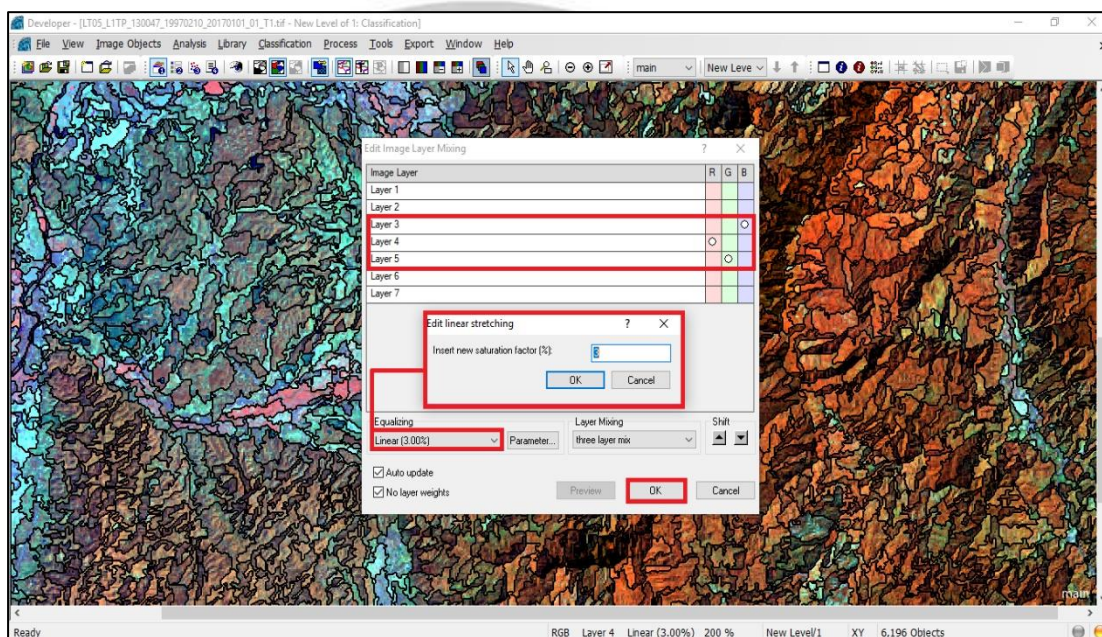 Developer - [LT05_L1TP_130047_19970210_20170101_01_T1.tif - New Level of 1: Classification]
File View Image Objects Analysis Library Classification Process Tools Export Window Help
main New Leve
Edit Image Layer Mixing ? X
Image Layer R G B
Layer 1
Layer 2
Layer 3
Layer 4
Layer 5
Layer 6
Layer 7
Edit linear stretching ? X
Insert new saturation factor (%): 3
OK Cancel
Equalizing Layer Mixing Shift
Linear (3.00%) Parameter... three layer mix
Auto update
No layer weights
Preview OK Cancel
main
Ready RGB Layer 4 Linear (3.00%) 200 % New Level/1 XY 6,196 Objects